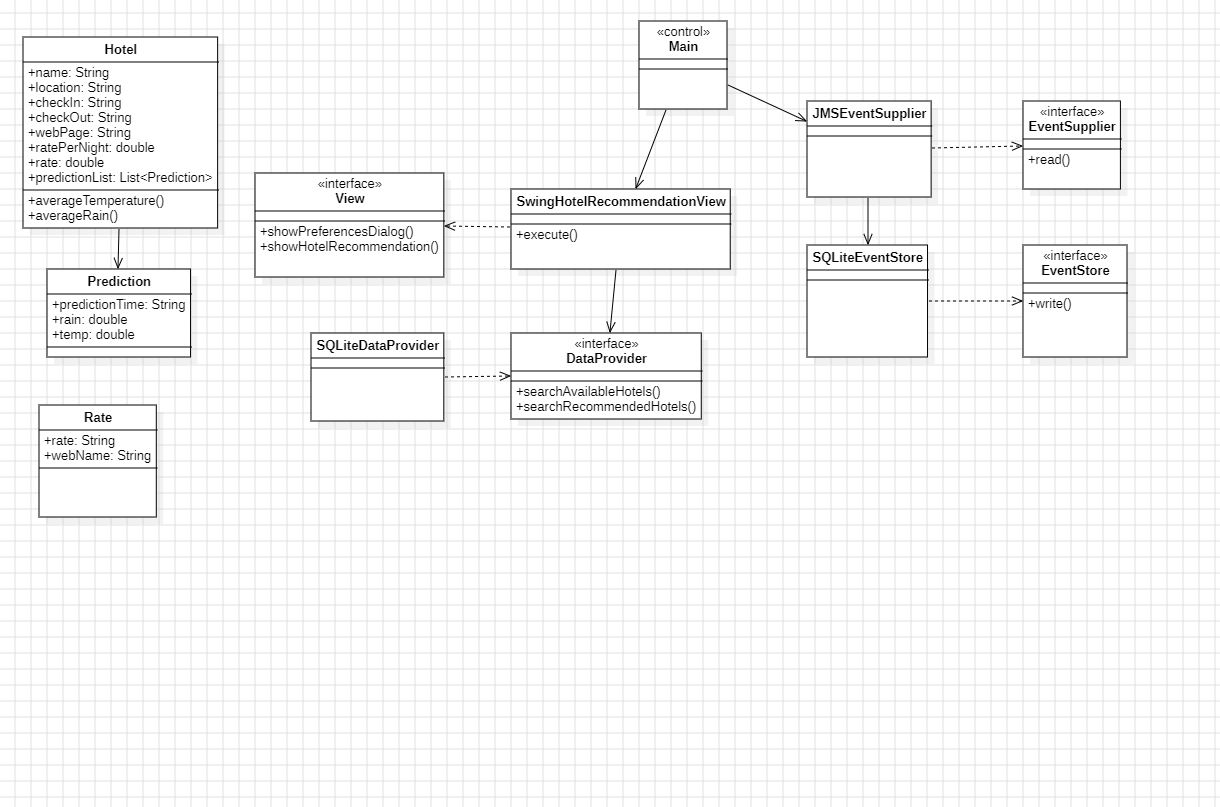 Hotel
+name: String
+location: String
+checkIn: String
+checkOut: String
+webPage: String
+ratePerNight: double
+rate: double
+predictionList: List<Prediction>
+averageTemperature()
+averageRain()
Prediction
+predictionTime: String
+rain: double
+temp: double
Rate
+rate: String
+webName: String
«interface»
View
+showPreferencesDialog()
+showHotelRecommendation()
SQLiteDataProvider
«control»
Main
SwingHotelRecommendationView
+execute()
«interface»
DataProvider
+searchAvailableHotels()
+searchRecommendedHotels()
JMSEventSupplier
SQLiteEventStore
«interface»
EventSupplier
+read()
«interface»
EventStore
+write()